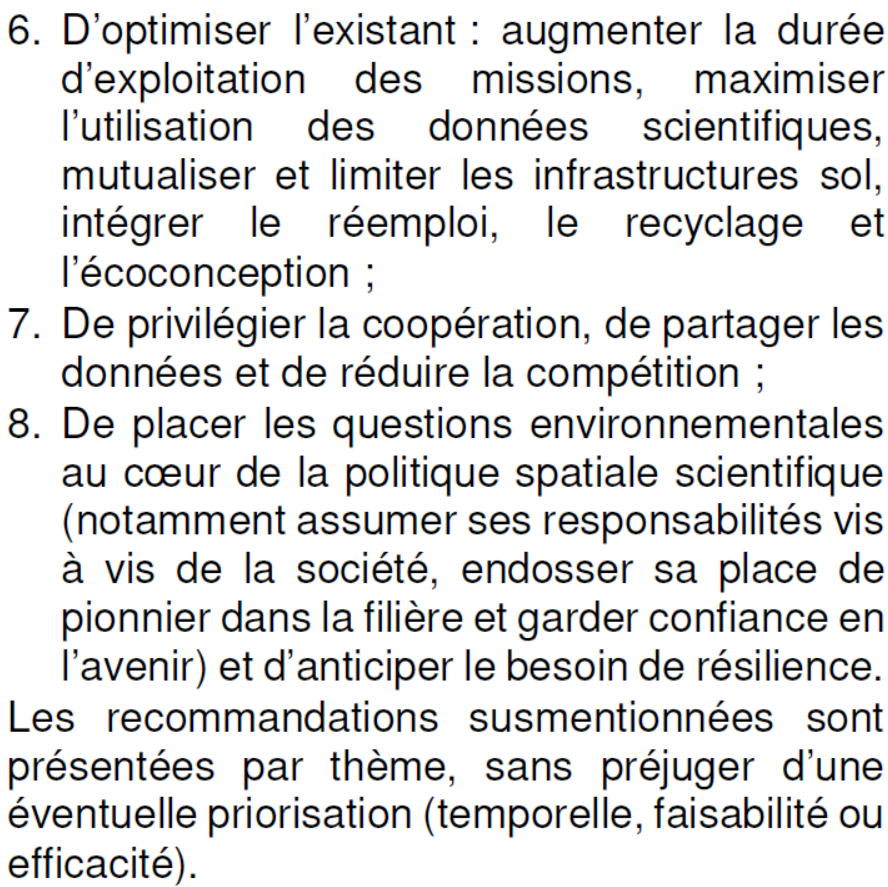 6. D’optimiser l’existant : augmenter la durée
d’exploitation des missions, maximiser
l’utilisation des données scientifiques,
mutualiser et limiter les infrastructures sol,
intégrer le réemploi, le recyclage et
l’écoconception ;
7. De privilégier la coopération, de partager les
données et de réduire la compétition ;
8. De placer les questions environnementales
au cœur de la politique spatiale scientifique
(notamment assumer ses responsabilités vis
à vis de la société, endosser sa place de
pionnier dans la filière et garder confiance en
l’avenir) et d’anticiper le besoin de résilience.
Les recommandations susmentionnées sont
présentées par thème, sans préjuger d’une
éventuelle priorisation (temporelle, faisabilité ou
efficacité).